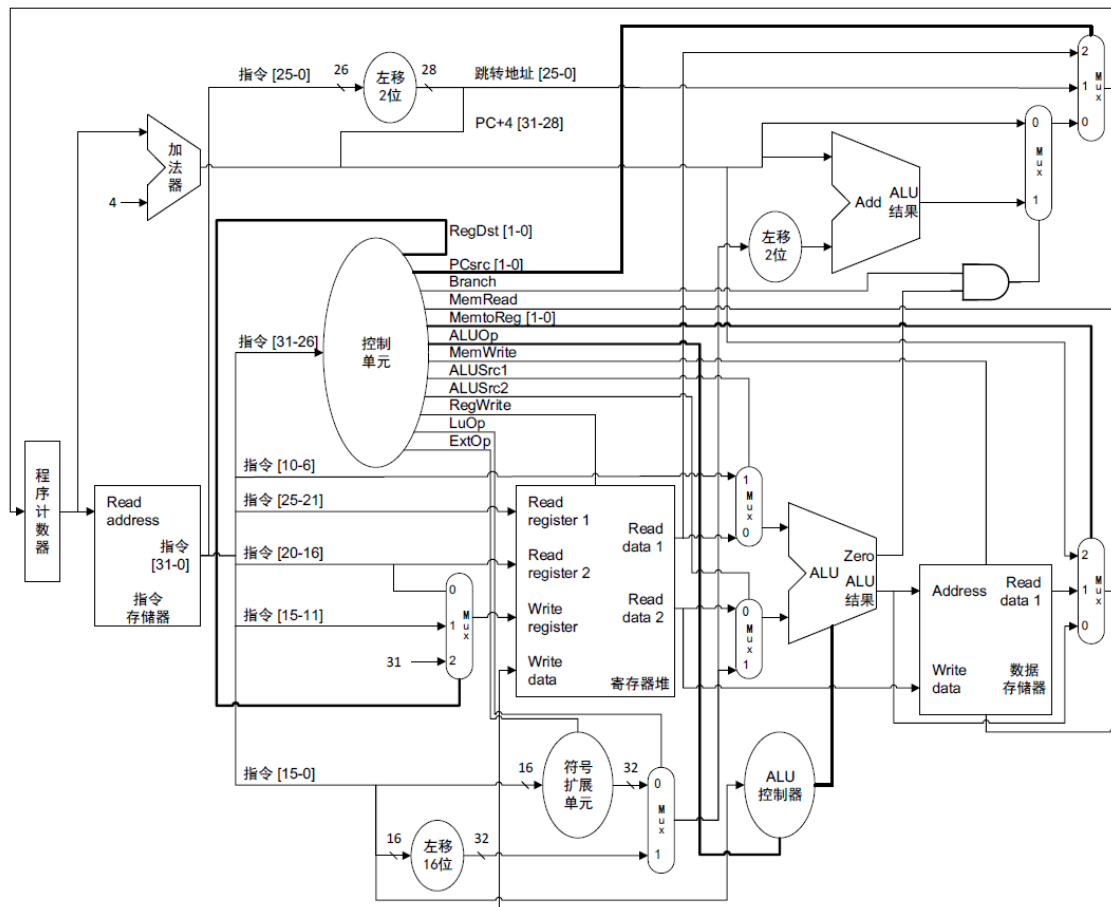 指令 [25-0]
26
左移
2位
28
跳转地址 [25-0]
PC+4 [31-28]
2
1
0
Mux
加法器
4
0
1
Mux
Add
ALU
结果
左移
2位
RegDst [1-0]
PCsrc [1-0]
Branch
MemRead
MemtoReg [1-0]
ALUOp
MemWrite
ALUSrc1
ALUSrc2
RegWrite
LuOp
ExtOp
指令 [31-26]
控制
单元
程序计数器
Read
address
指令
[31-0]
指令
存储器
指令 [10-6]
指令 [25-21]
指令 [20-16]
指令 [15-11]
31
0
1
2
Mux
Read
register 1
Read
register 2
Write
register
Write
data
Read
data 1
Read
data 2
寄存器堆
1
0
Mux
0
1
Mux
Zero
ALU
ALU
结果
Address
Read
data 1
Write
data
数据
存储器
2
1
0
Mux
指令 [15-0]
16
符号
扩展
单元
32
16
左移
16位
32
0
1
Mux
ALU
控制器